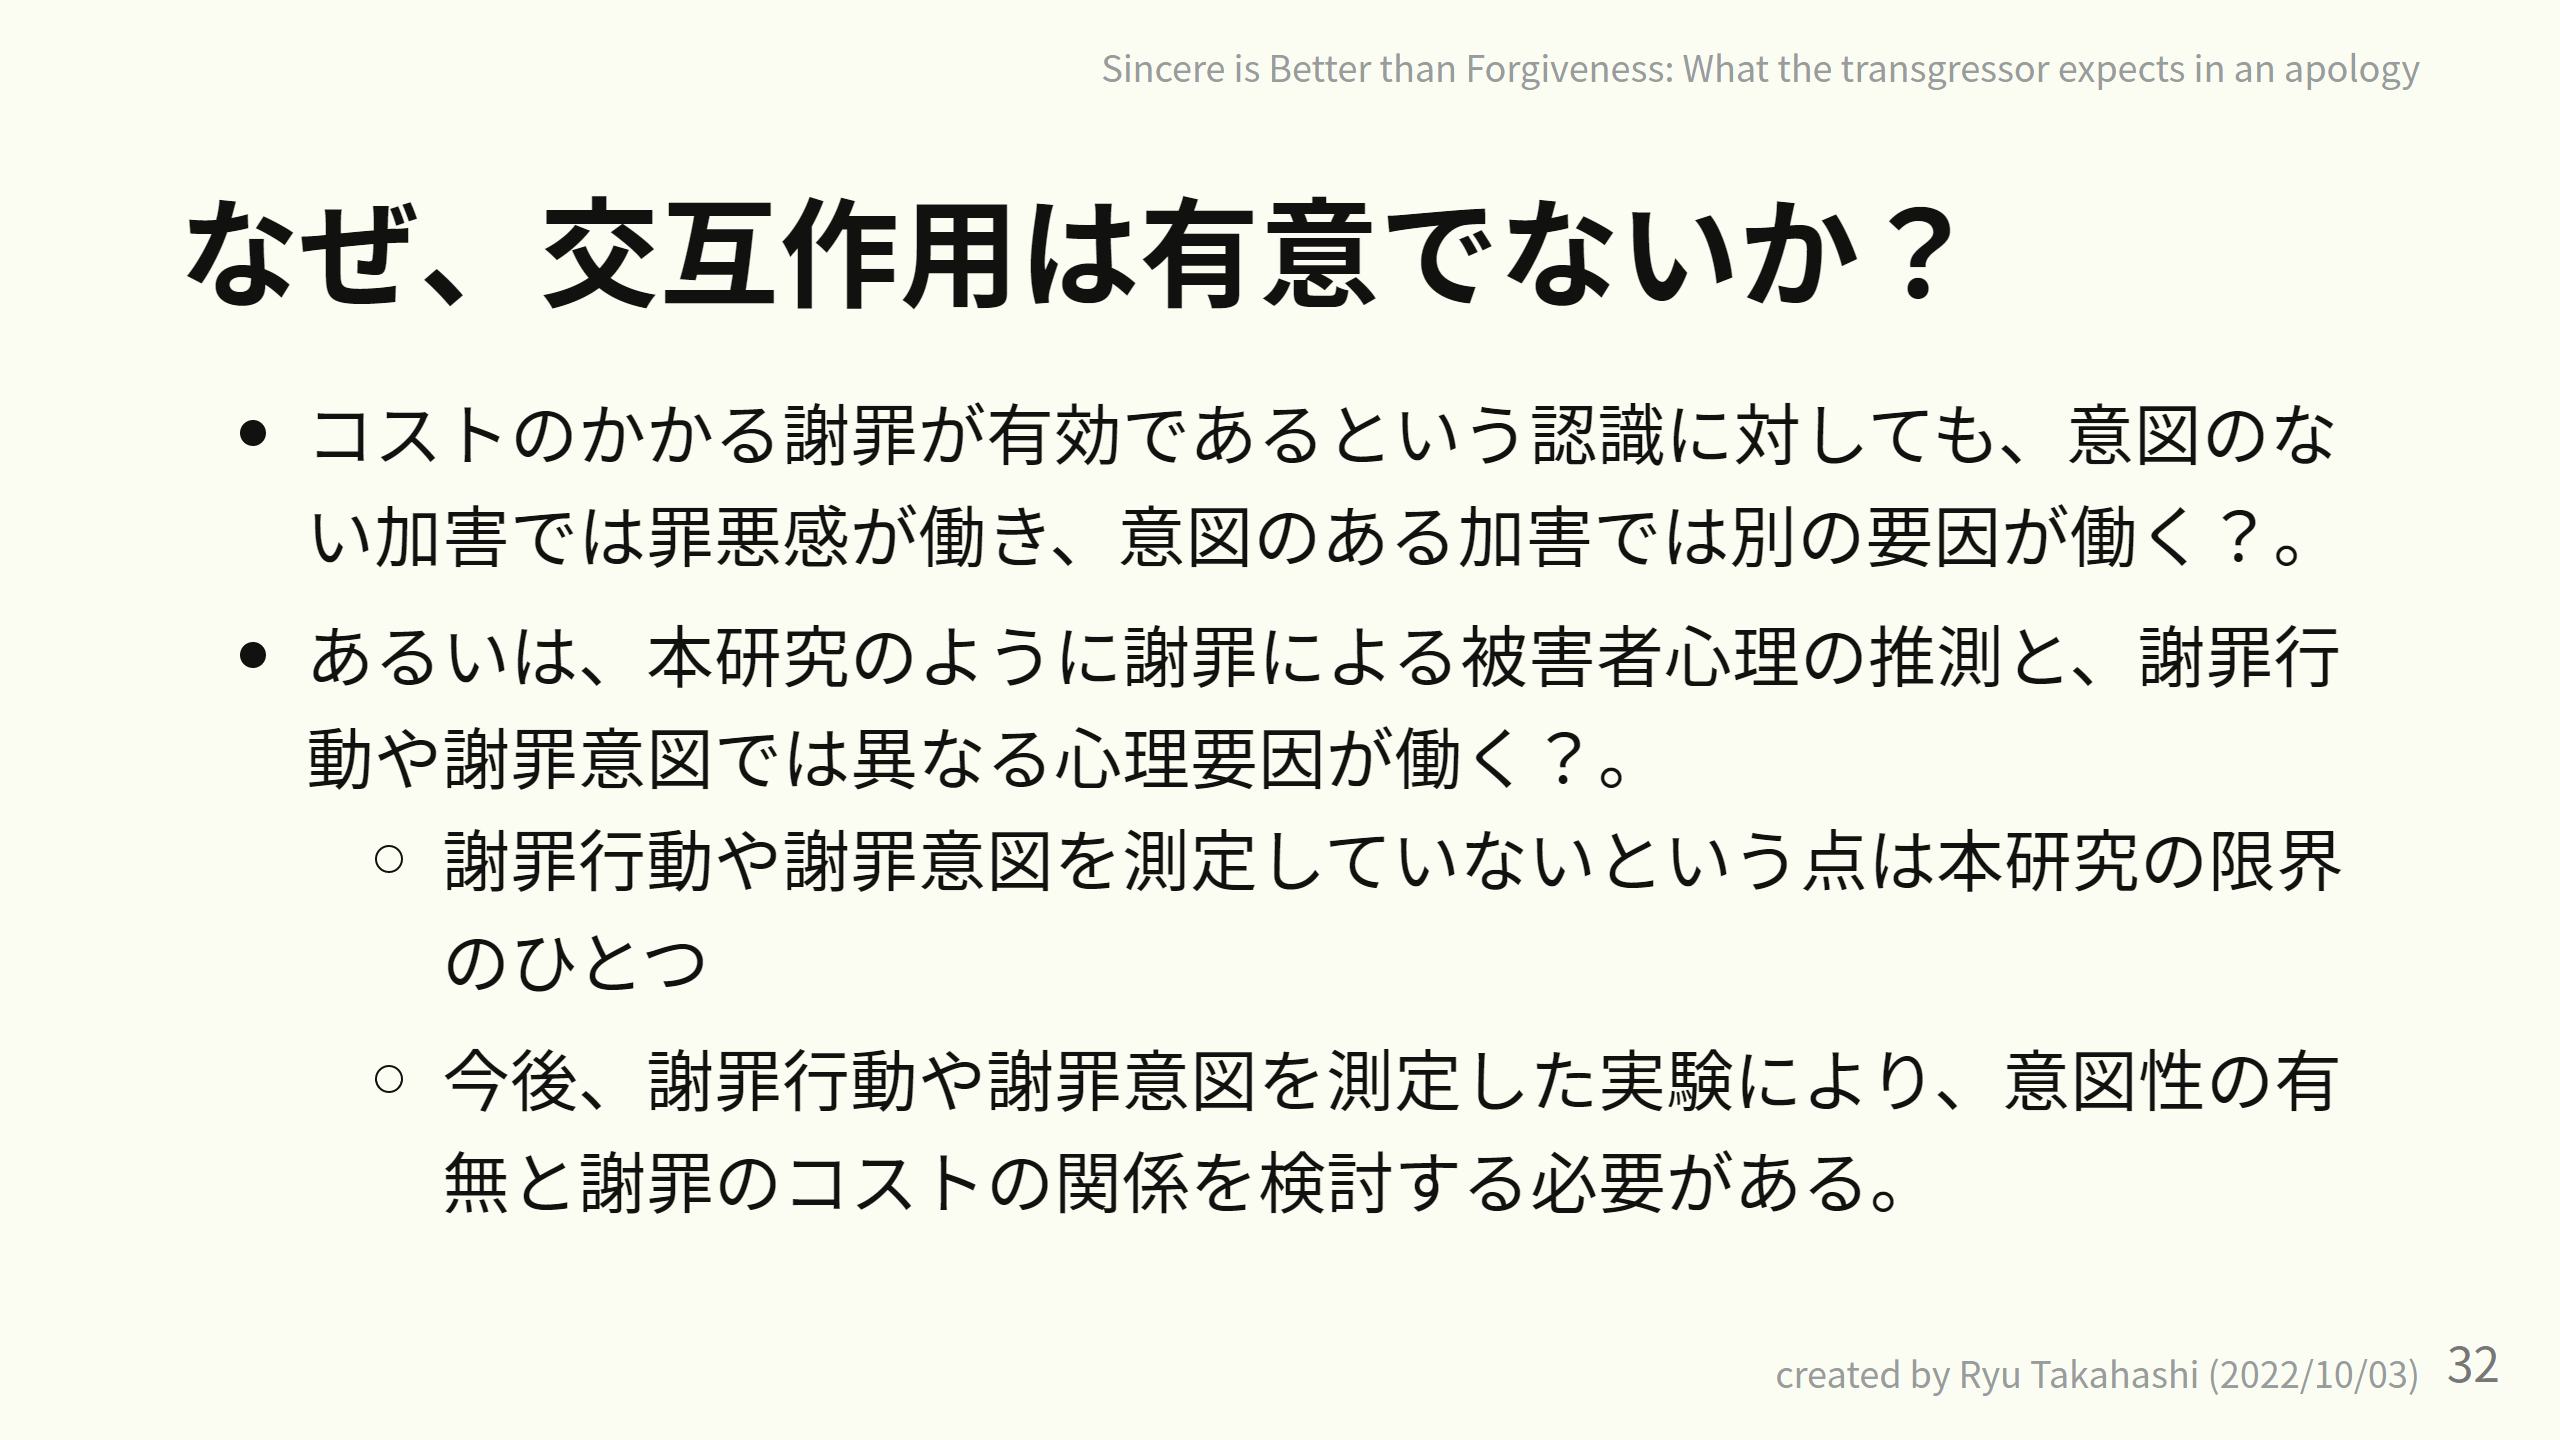 Sincere is Better than Forgiveness: What the transgressor expects in an apology
なぜ、交互作用は有意でないか？
● コストのかかる謝罪が有効であるという認識に対しても、意図のな
い加害では罪悪感が働き、意図のある加害では別の要因が働く？。
● あるいは、本研究のように謝罪による被害者心理の推測と、謝罪行
動や謝罪意図では異なる心理要因が働く？。
○ 謝罪行動や謝罪意図を測定していないという点は本研究の限界
のひとつ
○ 今後、謝罪行動や謝罪意図を測定した実験により、意図性の有
無と謝罪のコストの関係を検討する必要がある。
created by Ryu Takahashi (2022/10/03) 32